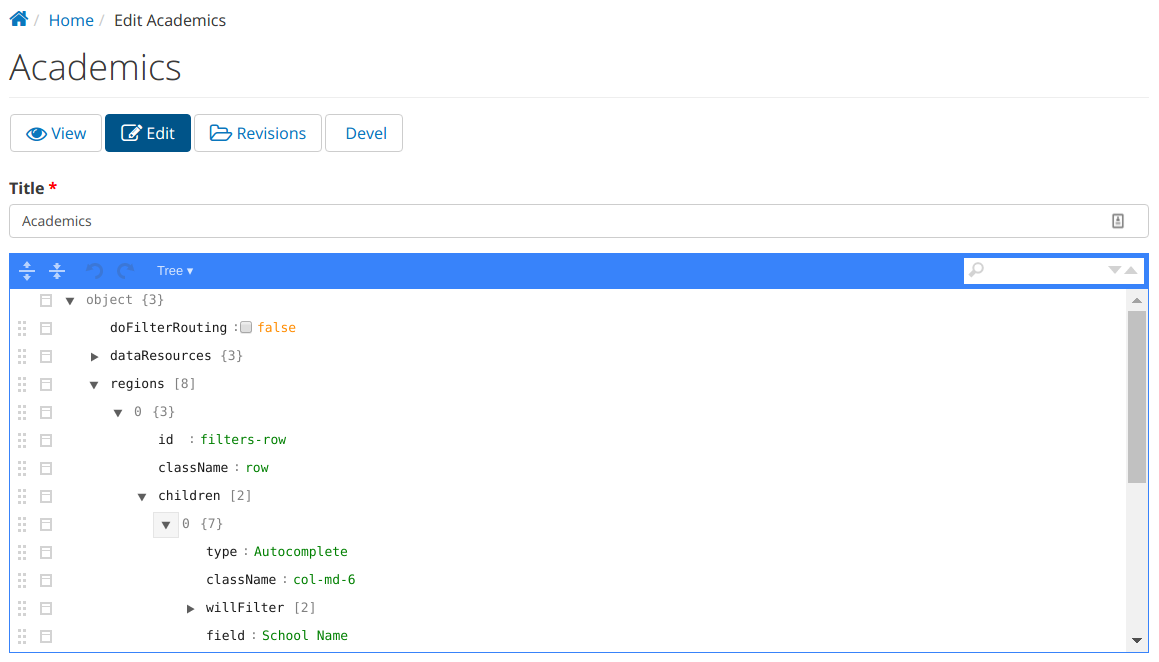 / Home / Edit Academics
Academics
View Edit Revisions Devel
Title *
Academics
Tree ▾
object {3}
doFilterRouting : false
dataResources {3}
regions [8]
0 {3}
id : filters-row
className : row
children [2]
0 {7}
type : Autocomplete
className : col-md-6
willFilter [2]
field : School Name